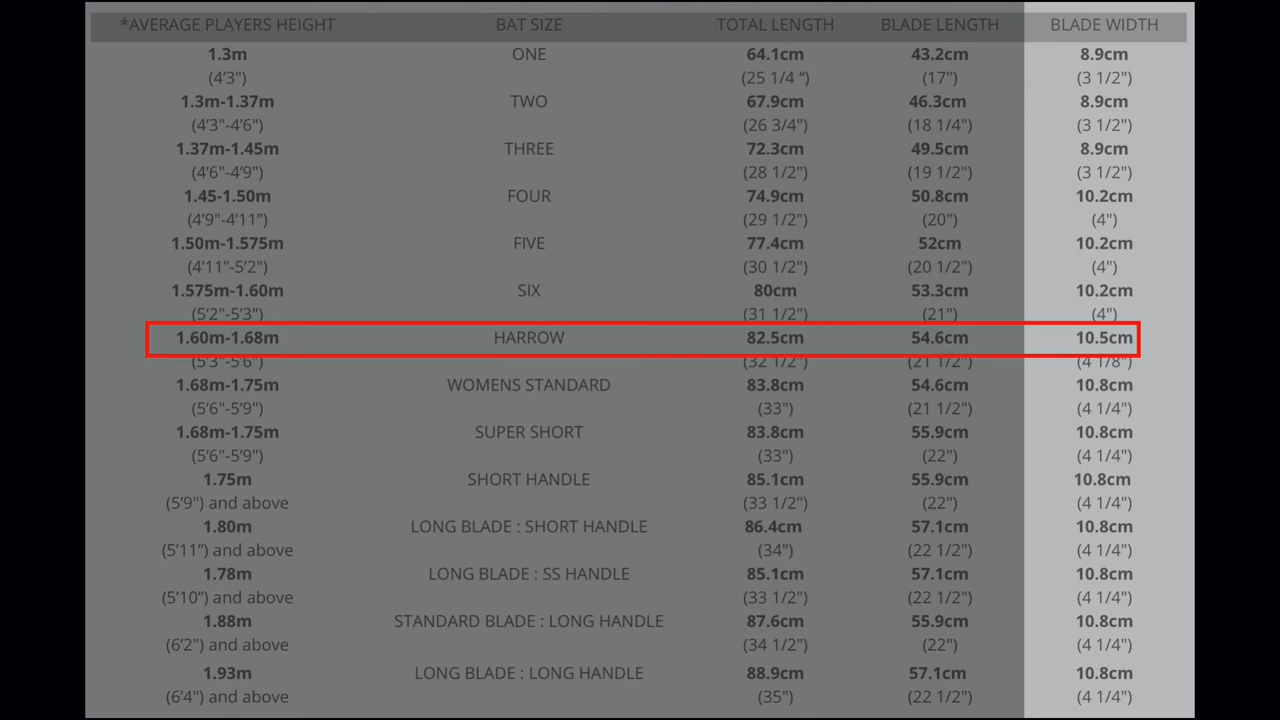 *AVERAGE PLAYERS HEIGHT BAT SIZE TOTAL LENGTH BLADE LENGTH BLADE WIDTH
1.3m ONE 64.1cm 43.2cm 8.9cm
(4’3") (25 1/4 “) (17") (3 1/2")
1.3m-1.37m TWO 67.9cm 46.3cm 8.9cm
(4’3"-4’6") (26 3/4") (18 1/4") (3 1/2")
1.37m-1.45m THREE 72.3cm 49.5cm 8.9cm
(4’6"-4’9") (28 1/2") (19 1/2") (3 1/2")
1.45-1.50m FOUR 74.9cm 50.8cm 10.2cm
(4’9"-4’11”) (29 1/2") (20") (4")
1.50m-1.575m FIVE 77.4cm 52cm 10.2cm
(4’11”-5’2") (30 1/2") (20 1/2") (4")
1.575m-1.60m SIX 80cm 53.3cm 10.2cm
(5’2"-5’3") (31 1/2") (21") (4")
1.60m-1.68m HARROW 82.5cm 54.6cm 10.5cm
(5’3"-5’6") (32 1/2") (21 1/2") (4 1/8")
1.68m-1.75m WOMENS STANDARD 83.8cm 54.6cm 10.8cm
(5’6"-5’9") (33") (21 1/2") (4 1/4")
1.68m-1.75m SUPER SHORT 83.8cm 55.9cm 10.8cm
(5’6"-5’9") (33") (22") (4 1/4")
1.75m SHORT HANDLE 85.1cm 55.9cm 10.8cm
(5’9") and above (33 1/2") (22") (4 1/4")
1.80m LONG BLADE : SHORT HANDLE 86.4cm 57.1cm 10.8cm
(5’11”) and above (34") (22 1/2") (4 1/4")
1.78m LONG BLADE : SS HANDLE 85.1cm 57.1cm 10.8cm
(5’10”) and above (33 1/2") (22 1/2") (4 1/4")
1.88m STANDARD BLADE : LONG HANDLE 87.6cm 55.9cm 10.8cm
(6’2") and above (34 1/2") (22") (4 1/4")
1.93m LONG BLADE : LONG HANDLE 88.9cm 57.1cm 10.8cm
(6’4") and above (35") (22 1/2") (4 1/4")